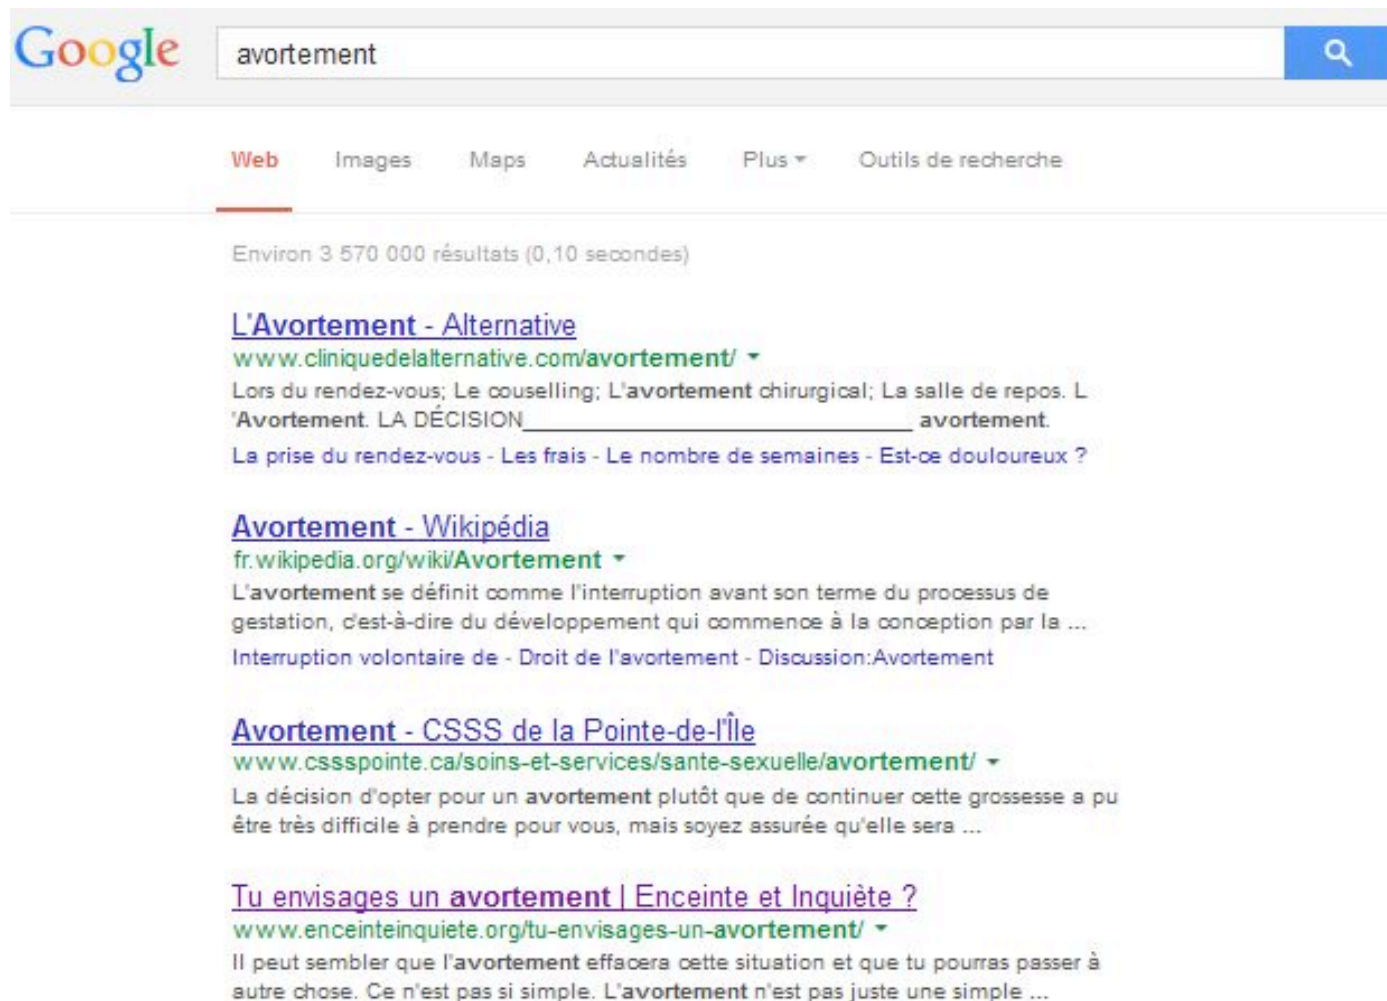 Google avortement
Web Images Maps Actualités Plus Outils de recherche
Environ 3 570 000 résultats (0,10 secondes)
L'Avortement - Alternative
www.cliniquedelalternative.com/avortement/
Lors du rendez-vous; Le couselling; L'avortement chirurgical; La salle de repos. L
'Avortement. LA DÉCISION______________________________ avortement.
La prise du rendez-vous - Les frais - Le nombre de semaines - Est-ce douloureux ?
Avortement - Wikipédia
fr.wikipedia.org/wiki/Avortement
L'avortement se définit comme l'interruption avant son terme du processus de
gestation, c'est-à-dire du développement qui commence à la conception par la ...
Interruption volontaire de - Droit de l'avortement - Discussion:Avortement
Avortement - CSSS de la Pointe-de-l'Île
www.cssspointe.ca/soins-et-services/sante-sexuelle/avortement/
La décision d'opter pour un avortement plutôt que de continuer cette grossesse a pu
être très difficile à prendre pour vous, mais soyez assurée qu'elle sera ...
Tu envisages un avortement | Enceinte et Inquiète ?
www.enceinteinquiete.org/tu-envisages-un-avortement/
Il peut sembler que l'avortement effacera cette situation et que tu pourras passer à
autre chose. Ce n'est pas si simple. L'avortement n'est pas juste une simple ...